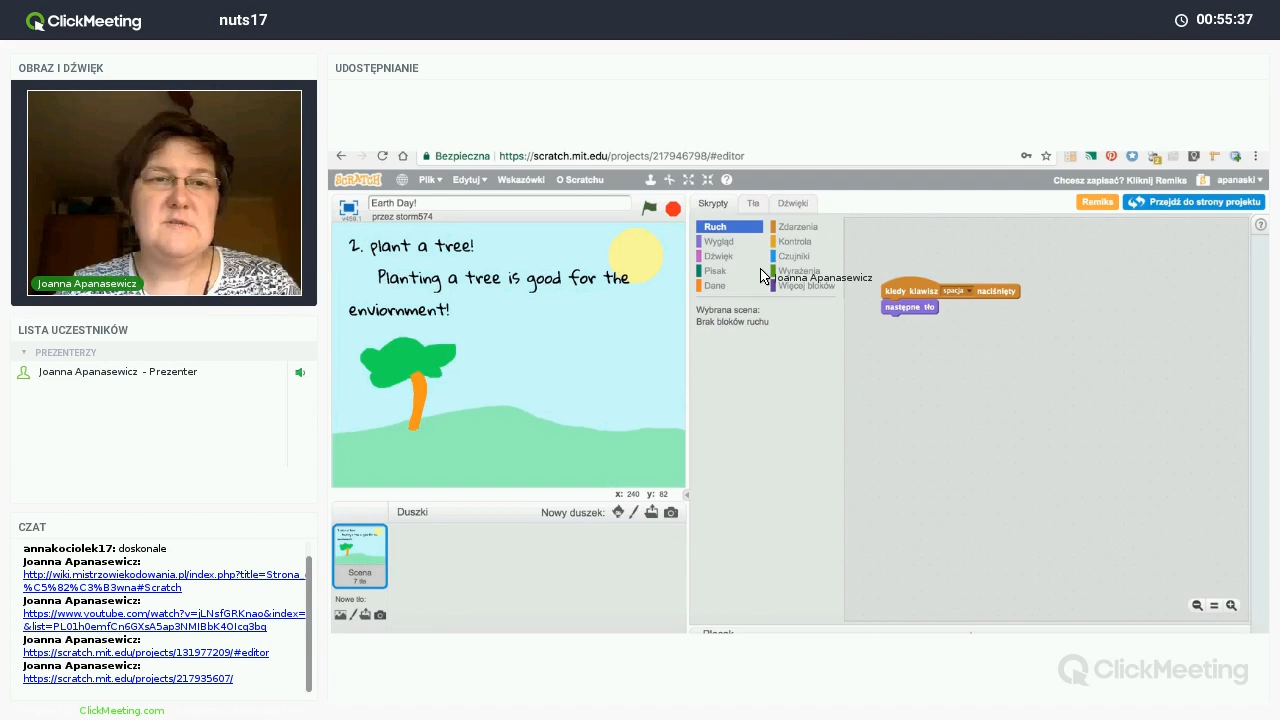 ClickMeeting
nuts17
00:55:37
OBRAZ I DŹWIĘK
Joanna Apanasewicz
LISTA UCZESTNIKÓW
PREZENTERZY
Joanna Apanasewicz - Prezenter
CZAT
annakociolek17: doskonale
Joanna Apanasewicz:
http://wiki.mistrzowiekodowania.pl/index.php?title=Strona_
%C5%82%C3%B3wna#Scratch
Joanna Apanasewicz:
https://www.youtube.com/watch?v=jLNsfGRKnao&index=
&list=PL01h0emfCn6GXsA5ap3NMIBbK4OIcq3bq
Joanna Apanasewicz:
https://scratch.mit.edu/projects/131977209/#editor
Joanna Apanasewicz:
https://scratch.mit.edu/projects/217935607/
ClickMeeting.com
UDOSTĘPNIANIE
Bezpieczna https://scratch.mit.edu/projects/217946798/#editor
SCRATCH Plik Edytuj Wskazówki O Scratchu Chcesz zapisać? Kliknij Remiks apanaski
Earth Day!
przez storm574
v459.1
Skrypty Tła Dźwięki
Remiks Przejdź do strony projektu
2. plant a tree!
Planting a tree is good for the
enviornment!
x: 240 y: 82
Duszki Nowy duszek:
Scena
7 tła
Nowe tło:
Ruch Zdarzenia
Wygląd Kontrola
Dźwięk Czujniki
Pisak Wyrażenia
Dane Więcej bloków
Joanna Apanasewicz
Wybrana scena:
Brak bloków ruchu
kiedy klawisz spacja naciśnięty
następne tło
ClickMeeting